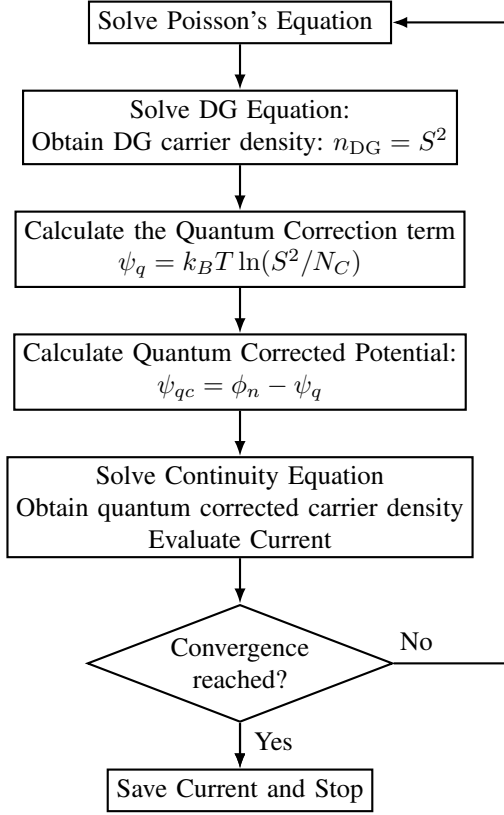 Solve Poisson's Equation
Solve DG Equation:
Obtain DG carrier density: n_DG = S²
Calculate the Quantum Correction term
ψ_q = k_B T ln(S²/N_C)
Calculate Quantum Corrected Potential:
ψ_qc = ϕ_n − ψ_q
Solve Continuity Equation
Obtain quantum corrected carrier density
Evaluate Current
Convergence
reached?
No
Yes
Save Current and Stop